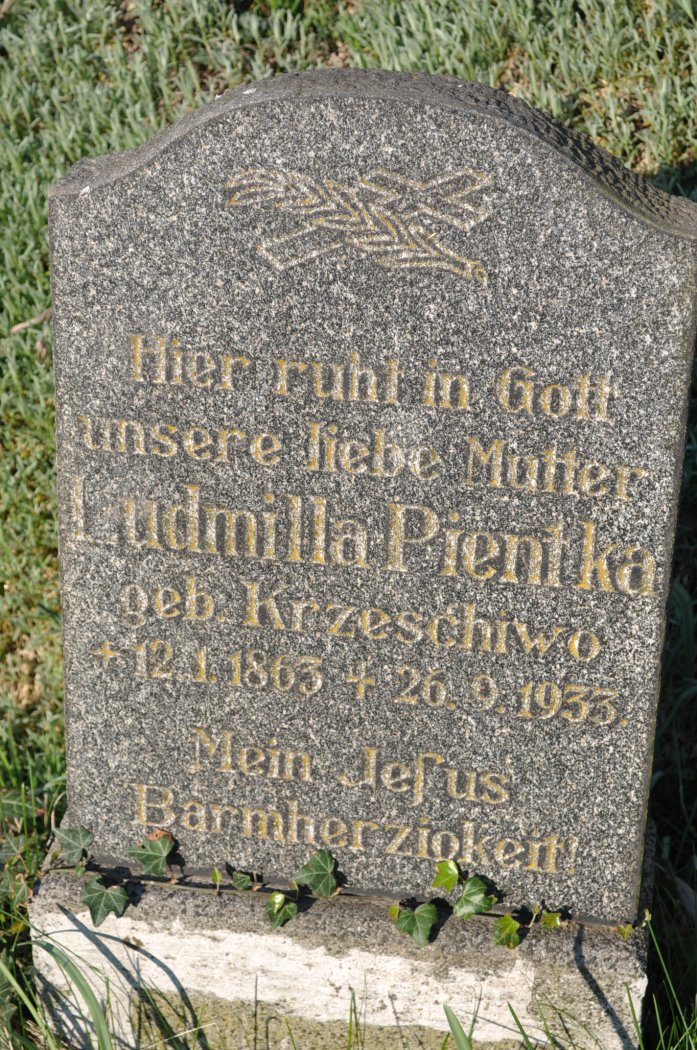 Hier ruht in Gott
unsere liebe Mutter
Ludmilla Pientka
geb. Krzeschiwo
+ 12. 1. 1863 + 26. 9. 1933.
Mein Jeſus
Barmherzigkeit!